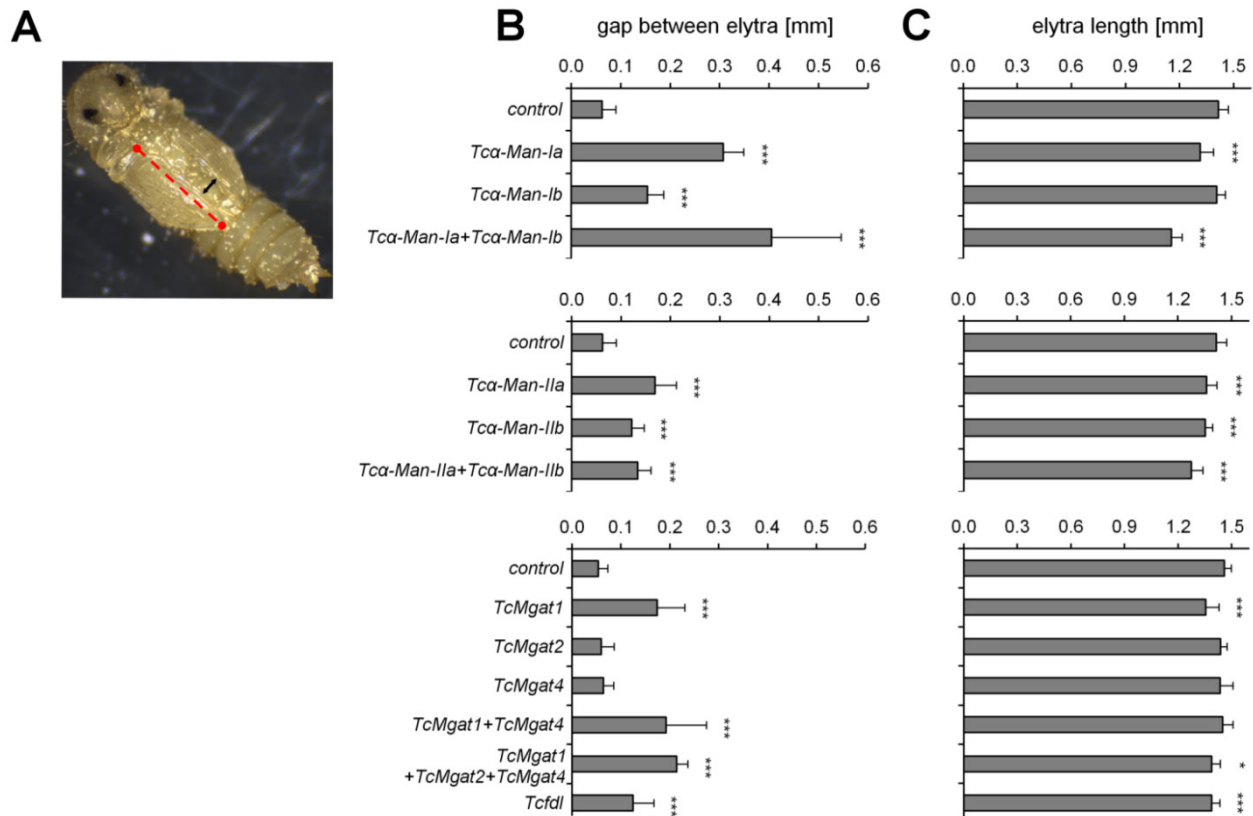 A
B
gap between elytra [mm]
0.0 0.1 0.2 0.3 0.4 0.5 0.6
control
Tcα-Man-Ia ***
Tcα-Man-Ib ***
Tcα-Man-Ia+Tcα-Man-Ib ***
0.0 0.1 0.2 0.3 0.4 0.5 0.6
control
Tcα-Man-IIa ***
Tcα-Man-IIb ***
Tcα-Man-IIa+Tcα-Man-IIb ***
0.0 0.1 0.2 0.3 0.4 0.5 0.6
control
TcMgat1 ***
TcMgat2
TcMgat4
TcMgat1+TcMgat4 ***
TcMgat1
+TcMgat2+TcMgat4 ***
Tcfdl ***
C
elytra length [mm]
0.0 0.3 0.6 0.9 1.2 1.5
***
***
0.0 0.3 0.6 0.9 1.2 1.5
***
***
***
0.0 0.3 0.6 0.9 1.2 1.5
***
*
***